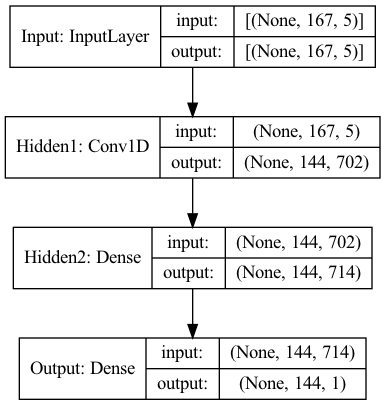 Input: InputLayer
input: [(None, 167, 5)]
output: [(None, 167, 5)]
Hidden1: Conv1D
input: (None, 167, 5)
output: (None, 144, 702)
Hidden2: Dense
input: (None, 144, 702)
output: (None, 144, 714)
Output: Dense
input: (None, 144, 714)
output: (None, 144, 1)